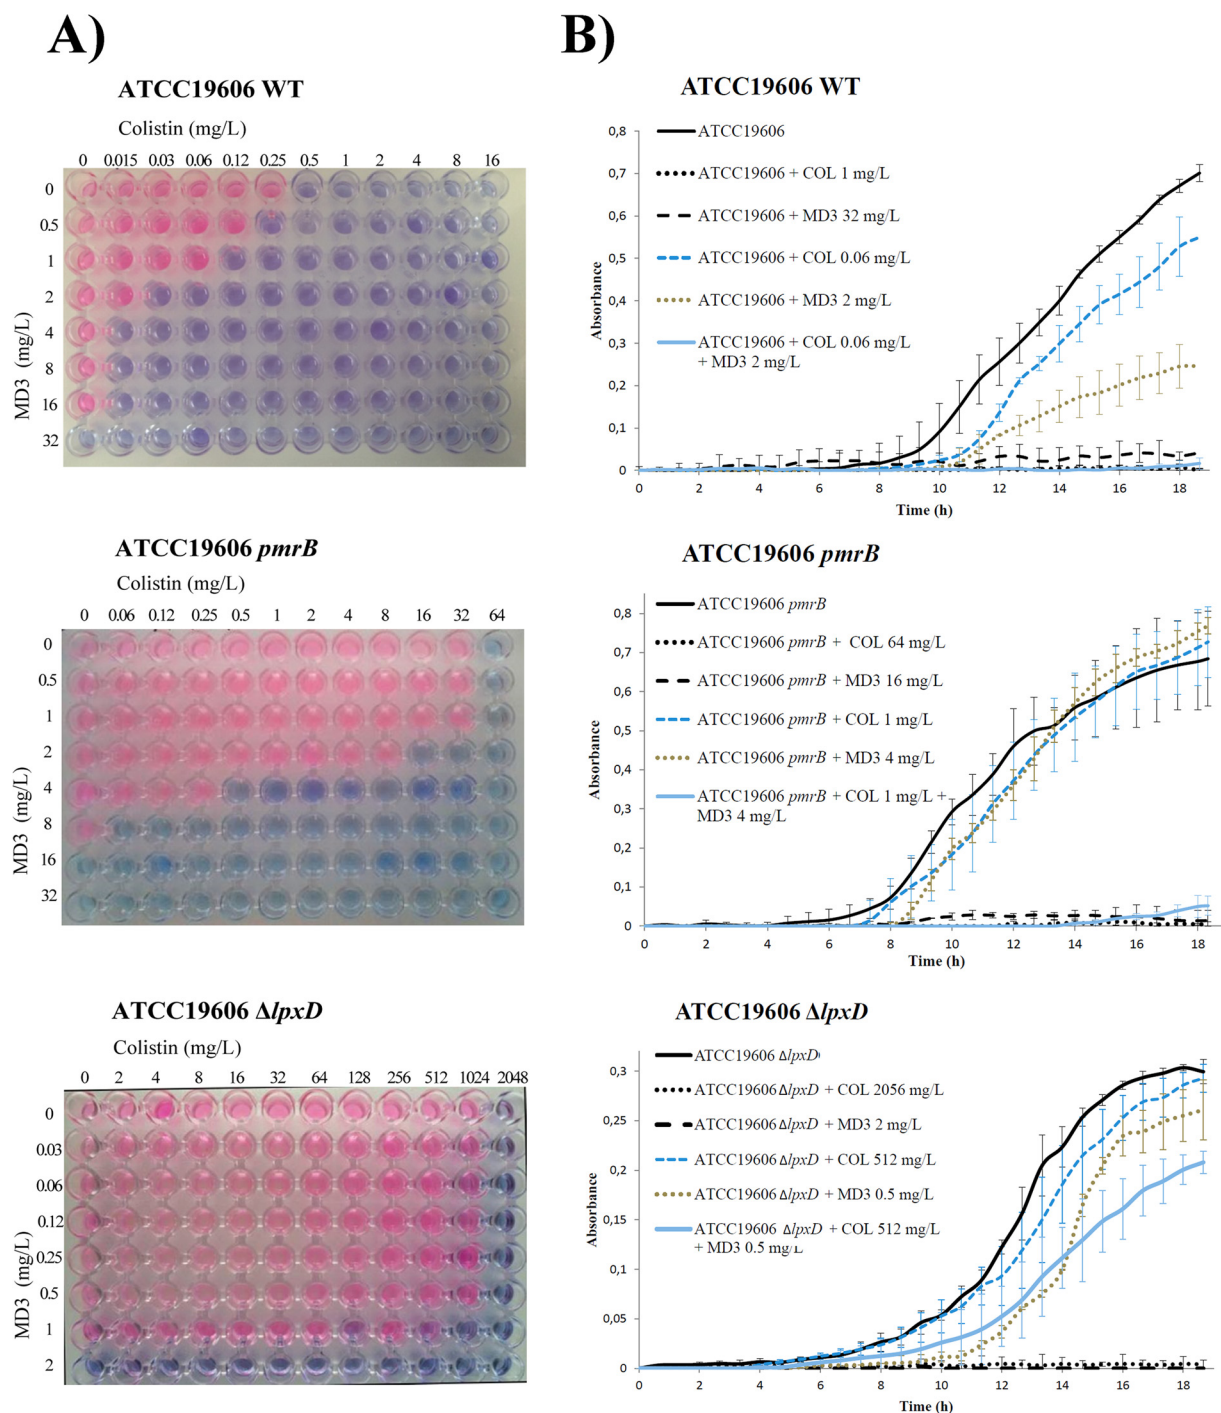 A)
ATCC19606 WT
Colistin (mg/L)
0 0.015 0.03 0.06 0.12 0.25 0.5 1 2 4 8 16
0
0.5
1
2
4
8
16
32
MD3 (mg/L)
ATCC19606 pmrB
Colistin (mg/L)
0 0.06 0.12 0.25 0.5 1 2 4 8 16 32 64
0
0.5
1
2
4
8
16
32
MD3 (mg/L)
ATCC19606 ΔlpxD
Colistin (mg/L)
0 2 4 8 16 32 64 128 256 512 1024 2048
0
0.03
0.06
0.12
0.25
0.5
1
2
MD3 (mg/L)
B)
ATCC19606 WT
ATCC19606
ATCC19606 + COL 1 mg/L
ATCC19606 + MD3 32 mg/L
ATCC19606 + COL 0.06 mg/L
ATCC19606 + MD3 2 mg/L
ATCC19606 + COL 0.06 mg/L
+ MD3 2 mg/L
0,8
0,7
0,6
0,5
0,4
0,3
0,2
0,1
0
Absorbance
0 2 4 6 8 10 12 14 16 18
Time (h)
ATCC19606 pmrB
ATCC19606 pmrB
ATCC19606 pmrB + COL 64 mg/L
ATCC19606 pmrB + MD3 16 mg/L
ATCC19606 pmrB + COL 1 mg/L
ATCC19606 pmrB + MD3 4 mg/L
ATCC19606 pmrB + COL 1 mg/L +
MD3 4 mg/L
0,8
0,7
0,6
0,5
0,4
0,3
0,2
0,1
0
Absorbance
0 2 4 6 8 10 12 14 16 18
Time (h)
ATCC19606 ΔlpxD
ATCC19606 ΔlpxD
ATCC19606 ΔlpxD + COL 2056 mg/L
ATCC19606 ΔlpxD + MD3 2 mg/L
ATCC19606 ΔlpxD + COL 512 mg/L
ATCC19606 ΔlpxD + MD3 0.5 mg/L
ATCC19606 ΔlpxD + COL 512 mg/L
+ MD3 0.5 mg/L
0,3
0,25
0,2
0,15
0,1
0,05
0
Absorbance
0 2 4 6 8 10 12 14 16 18
Time (h)